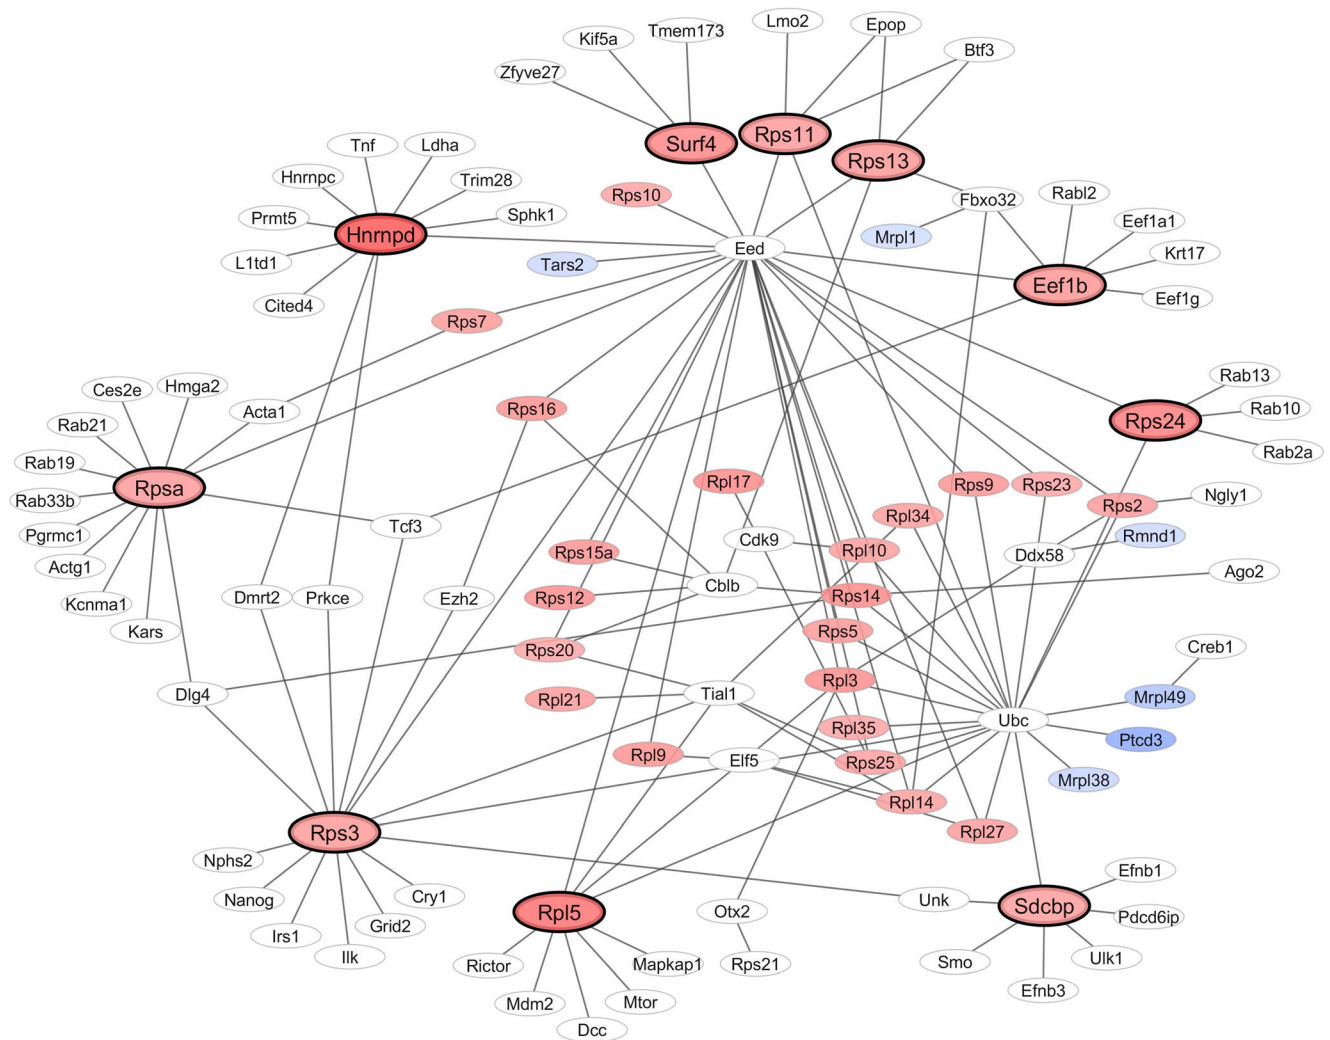 Lmo2
Epop
Tmem173
Kif5a
Btf3
Zfyve27
Surf4
Rps11
Rps13
Tnf
Ldha
Hnrnpc
Trim28
Prmt5
Sphk1
Hnrnpd
L1td1
Cited4
Rps10
Fbxo32
Rabl2
Eef1a1
Mrpl1
Eed
Krt17
Tars2
Eef1b
Eef1g
Rps7
Ces2e
Hmga2
Rab13
Rab21
Acta1
Rps16
Rab10
Rps24
Rab19
Rab2a
Rpsa
Rab33b
Rpl17
Rps9
Rps23
Ngly1
Rps2
Pgrmc1
Tcf3
Rpl34
Rmnd1
Actg1
Rps15a
Cdk9
Rpl10
Ddx58
Kcnma1
Dmrt2
Prkce
Ezh2
Rps12
Cblb
Rps14
Ago2
Kars
Rps5
Rps20
Creb1
Dlg4
Rpl21
Tial1
Rpl3
Mrpl49
Rpl35
Ubc
Ptcd3
Rpl9
Elf5
Rps25
Mrpl38
Rpl14
Rpl27
Rps3
Nphs2
Nanog
Cry1
Irs1
Grid2
Ilk
Rpl5
Otx2
Unk
Sdcbp
Efnb1
Pdcd6ip
Rictor
Mapkap1
Rps21
Smo
Ulk1
Mdm2
Mtor
Efnb3
Dcc